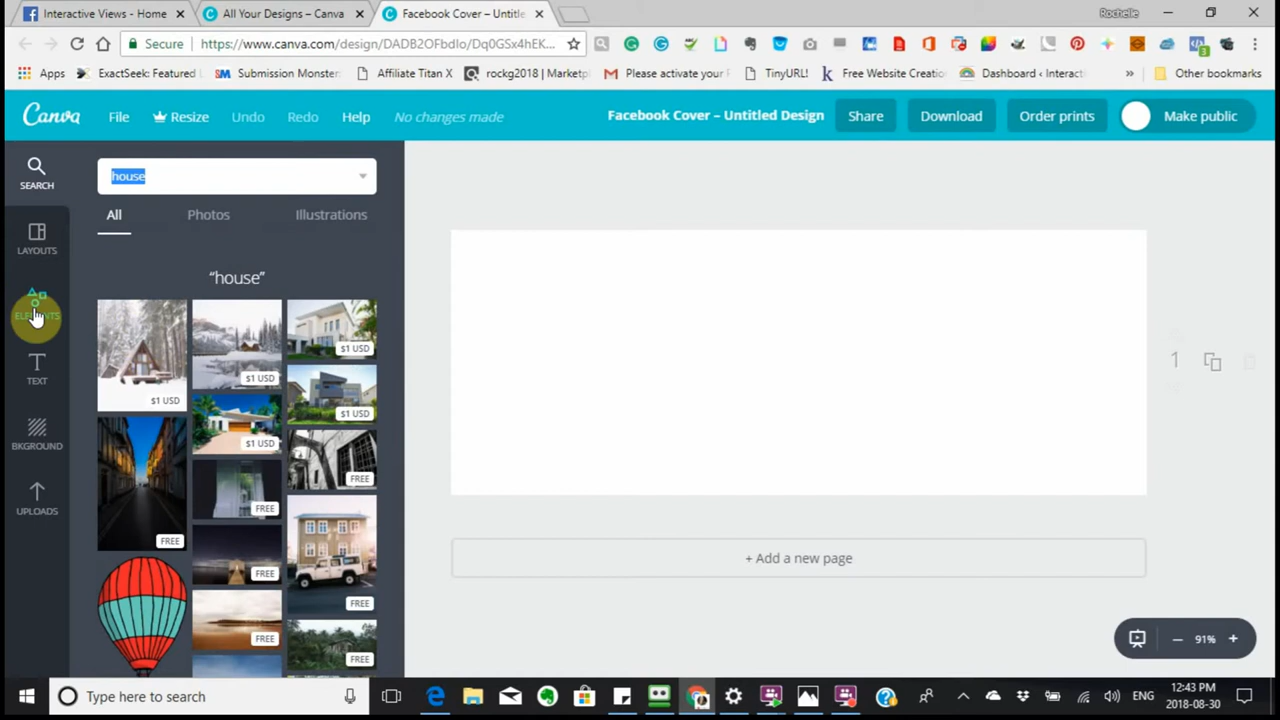 Interactive Views - Home
All Your Designs – Canva
Facebook Cover – Untitl
Rochelle
Secure
https://www.canva.com/design/DADB2OFbdIo/Dq0GSx4hEK...
3
Apps
ExactSeek: Featured
Submission Monster
Affiliate Titan X
rockg2018 | Marketp
Please activate your
TinyURL!
Free Website Creatio
Dashboard ‹ Interact
»
Other bookmarks
Canva
File
Resize
Undo
Redo
Help
No changes made
Facebook Cover – Untitled Design
Share
Download
Order prints
Make public
SEARCH
LAYOUTS
ELEMENTS
TEXT
BKGROUND
UPLOADS
house
All
Photos
Illustrations
“house”
$1 USD
$1 USD
$1 USD
$1 USD
$1 USD
FREE
FREE
FREE
FREE
FREE
FREE
FREE
1
+ Add a new page
91%
Type here to search
ENG
12:43 PM
2018-08-30